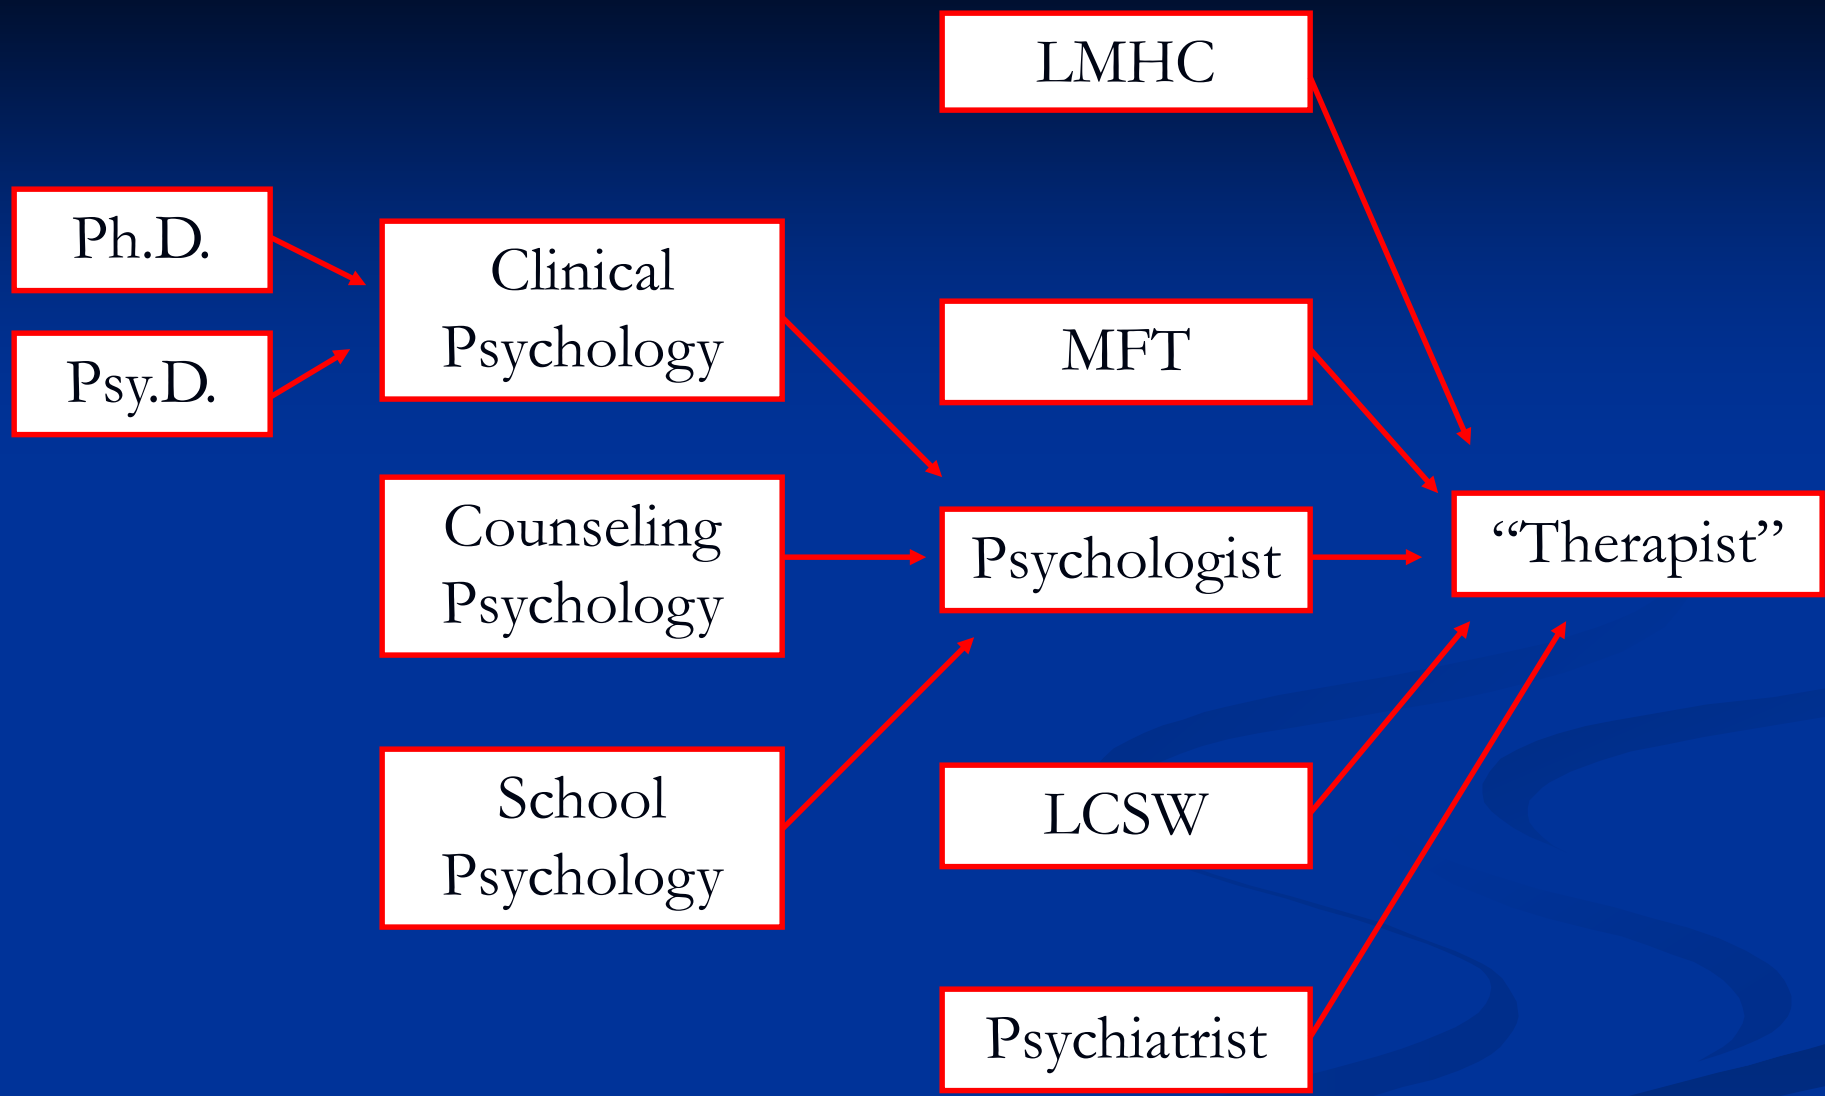 LMHC
Ph.D.
Psy.D.
Clinical
Psychology
MFT
Counseling
Psychology
Psychologist
“Therapist”
School
Psychology
LCSW
Psychiatrist